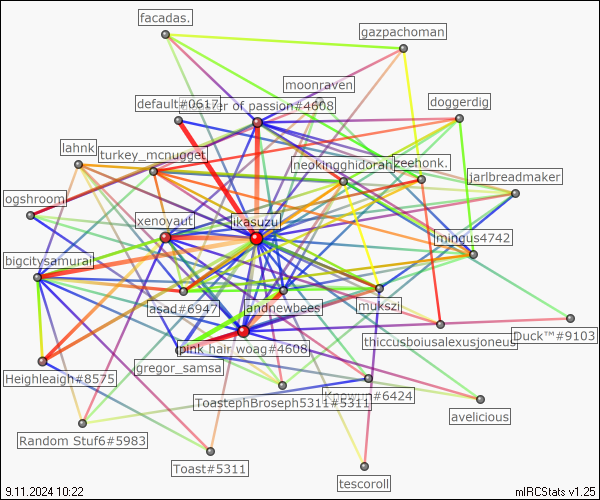 facadas.
gazpachoman
moonraven
default#0617
of passion#4608
doggerdig
lahnk
turkey_mcnugget
neokingghidorah
zeehonk.
jarlbreadmaker
ogshroom
xenoyaut
ikasuzu
mingus4742
bigcitysamurai
asad#6947
andnewbees
mukszi
Duck™#9103
thiccusboiusalexusjoneus
pink hair woag#4608
gregor_samsa
Heighleaigh#8575
#6424
ToastephBroseph5311#5311
avelicious
Random Stuf6#5983
Toast#5311
tescoroll
9.11.2024 10:22
mIRCStats v1.25